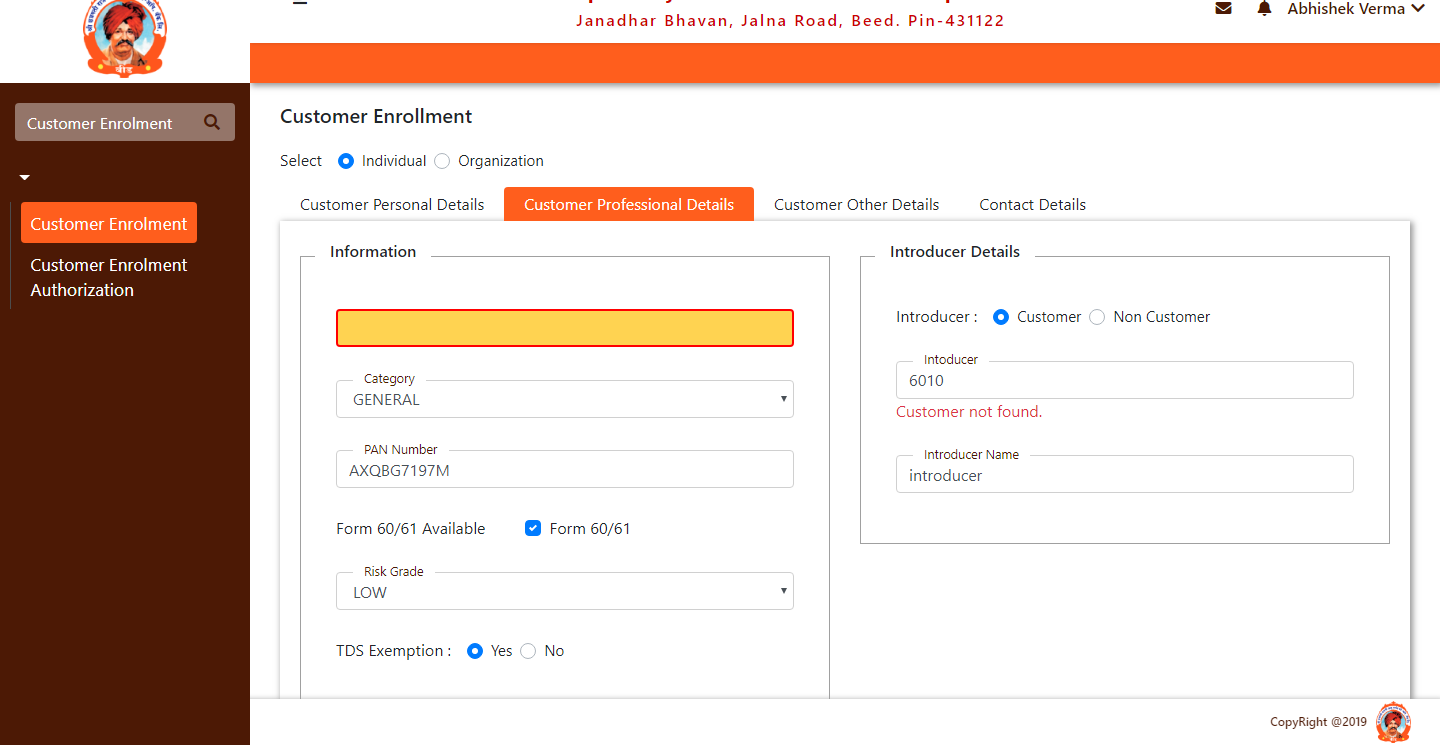 Janadhar Bhavan, Jalna Road, Beed. Pin-431122
Abhishek Verma
बीड
Customer Enrolment
Customer Enrolment
Customer Enrolment
Authorization
Customer Enrollment
Select Individual Organization
Customer Personal Details Customer Professional Details Customer Other Details Contact Details
Information
Category
GENERAL
PAN Number
AXQBG7197M
Form 60/61 Available Form 60/61
Risk Grade
LOW
TDS Exemption : Yes No
Introducer Details
Introducer : Customer Non Customer
Intoducer
6010
Customer not found.
Introducer Name
introducer
CopyRight @2019